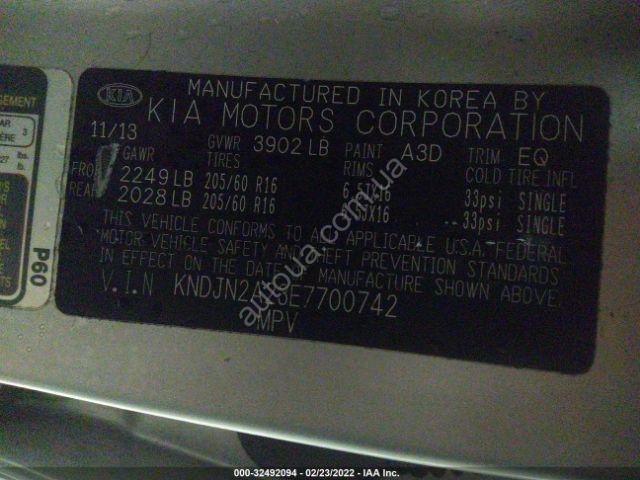 KIA
MANUFACTURED IN KOREA BY
KIA MOTORS CORPORATION
11/13
GVWR 3902 LB PAINT A3D TRIM EQ
GAWR TIRES RIMS COLD TIRE INFL
2249 LB 205/60 R16 33psi SINGLE
REAR 2028 LB 205/60 R16 33psi SINGLE
THIS VEHICLE CONFORMS TO ALL APPLICABLE U.S.A. FEDERAL
MOTOR VEHICLE SAFETY AND THEFT PREVENTION STANDARDS
IN EFFECT ON THE DATE OF MANUFACTURE SHOWN ABOVE.
V.I.N
MPV
P60
autoua.com.ua
000-32492094 - 02/23/2022 - IAA Inc.